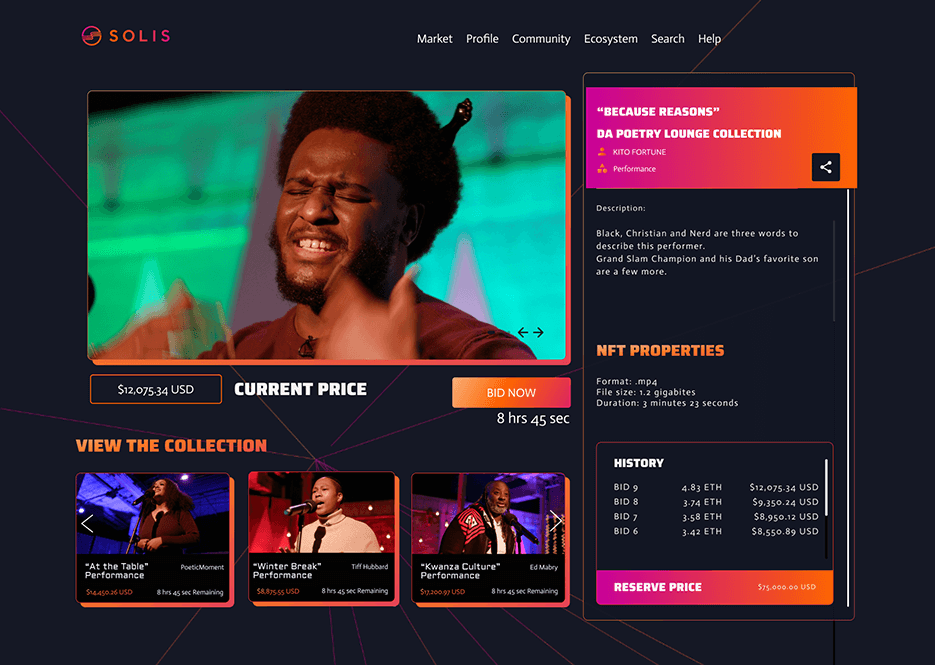 SOLIS
Market Profile Community Ecosystem Search Help
“BECAUSE REASONS”
DA POETRY LOUNGE COLLECTION
KITO FORTUNE
Performance
Description:
Black, Christian and Nerd are three words to
describe this performer.
Grand Slam Champion and his Dad’s favorite son
are a few more.
NFT PROPERTIES
Format: .mp4
File size: 1.2 gigabites
Duration: 3 minutes 23 seconds
$12,075.34 USD CURRENT PRICE BID NOW
8 hrs 45 sec
VIEW THE COLLECTION
“At the Table” PoeticMoment
Performance
$14,450.26 USD 8 hrs 45 sec Remaining
“Winter Break” Tiff Hubbard
Performance
$8,875.55 USD 8 hrs 45 sec Remaining
“Kwanza Culture” Ed Mabry
Performance
$17,200.97 USD 8 hrs 45 sec Remaining
HISTORY
BID 9 4.83 ETH $12,075.34 USD
BID 8 3.74 ETH $9,350.24 USD
BID 7 3.58 ETH $8,950.12 USD
BID 6 3.42 ETH $8,550.89 USD
RESERVE PRICE $75,000.00 USD